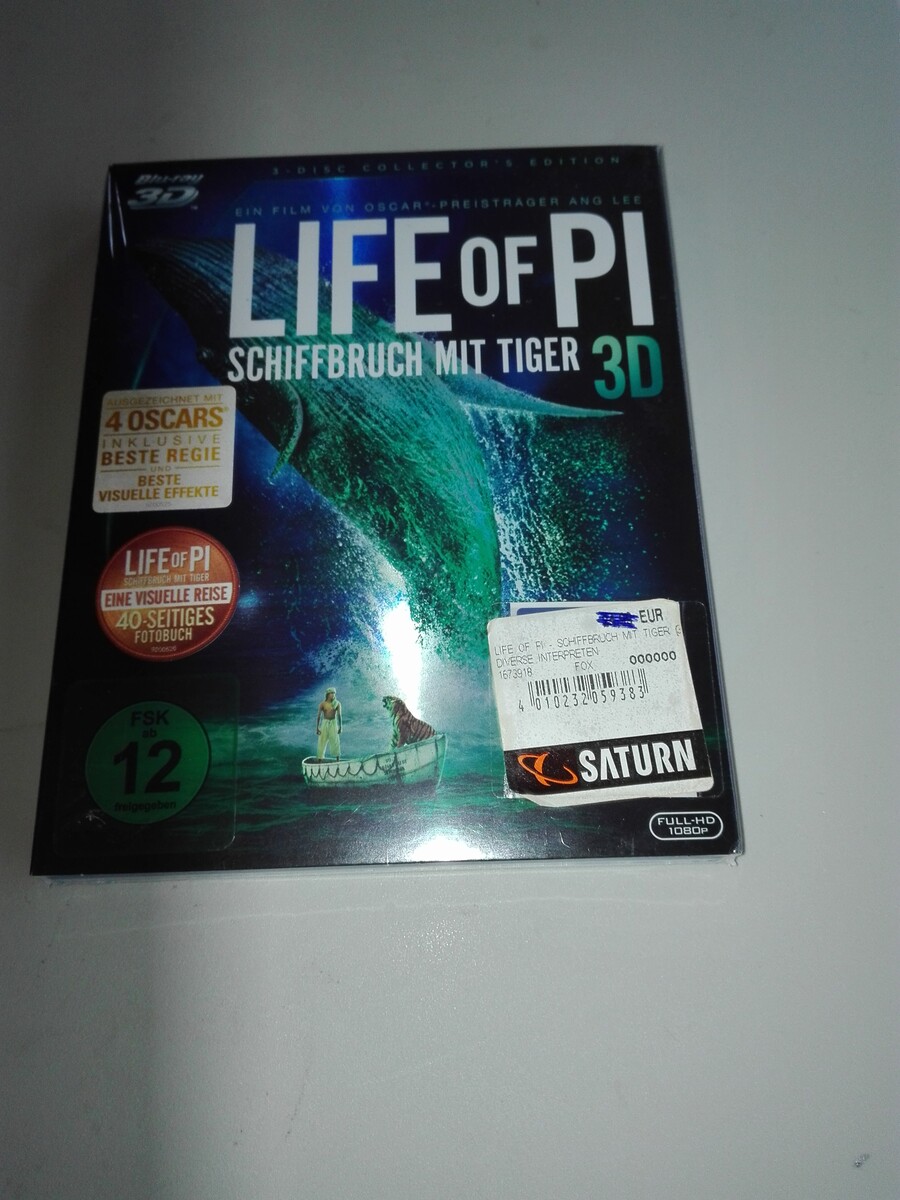 3-DISC COLLECTOR'S EDITION
Blu-ray
3D
EIN FILM VON OSCAR®-PREISTRÄGER ANG LEE
LIFE OF PI
SCHIFFBRUCH MIT TIGER 3D
AUSGEZEICHNET MIT
4 OSCARS®
INKLUSIVE
BESTE REGIE
UND
BESTE
VISUELLE EFFEKTE
LIFE OF PI
SCHIFFBRUCH MIT TIGER
EINE VISUELLE REISE
40-SEITIGES
FOTOBUCH
FSK
ab
12
freigegeben
EUR
LIFE OF PI - SCHIFFBRUCH MIT TIGER (
DIVERSE INTERPRETEN
1673918 FOX 000000
4 010232 059383
SATURN
FULL-HD
1080P